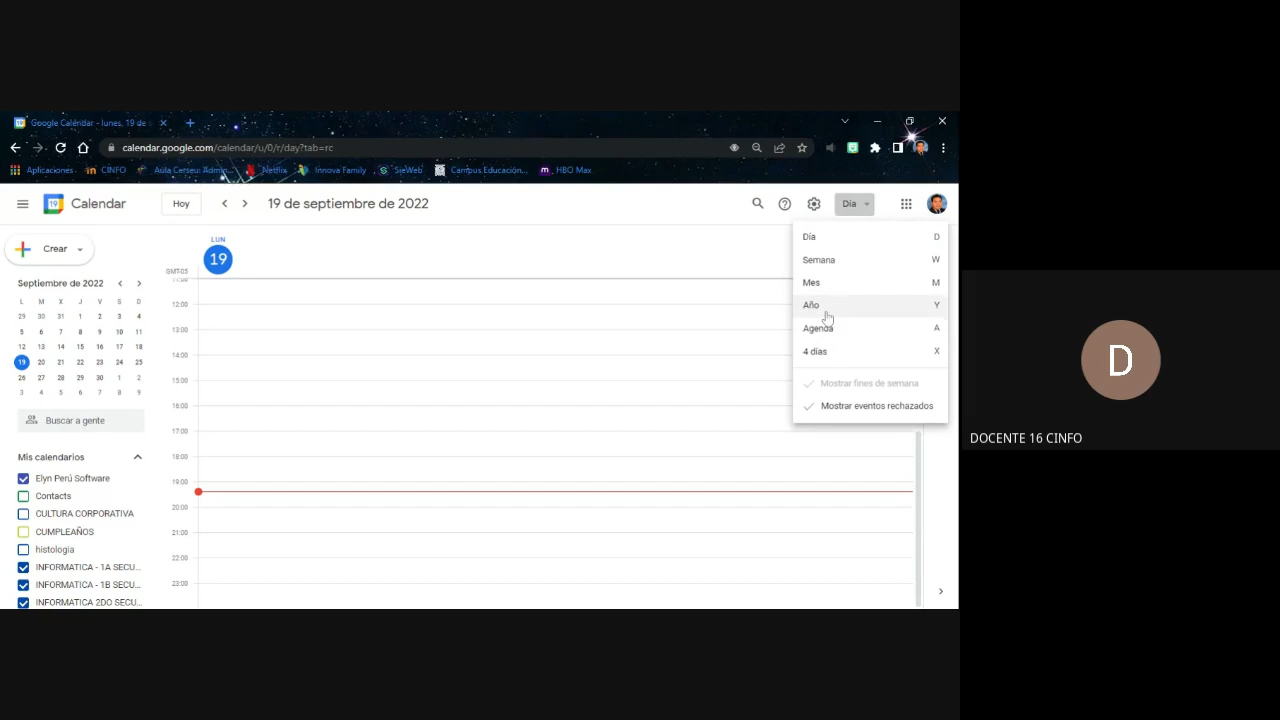 Google Calendar - lunes, 19 de s
calendar.google.com/calendar/u/0/r/day?tab=rc
Aplicaciones CINFO Aula Cerseu: Admin... Netflix Innova Family SieWeb Campus Educación... HBO Max
19 Calendar Hoy 19 de septiembre de 2022 Día
Crear
LUN
19
GMT-05
Septiembre de 2022
L M X J V S D
29 30 31 1 2 3 4
5 6 7 8 9 10 11
12 13 14 15 16 17 18
19 20 21 22 23 24 25
26 27 28 29 30 1 2
3 4 5 6 7 8 9
Buscar a gente
Mis calendarios
Elyn Perú Software
Contacts
CULTURA CORPORATIVA
CUMPLEAÑOS
histologia
INFORMATICA - 1A SECU...
INFORMATICA - 1B SECU...
INFORMATICA 2DO SECU...
11:00
12:00
13:00
14:00
15:00
16:00
17:00
18:00
19:00
20:00
21:00
22:00
23:00
Día D
Semana W
Mes M
Año Y
Agenda A
4 días X
Mostrar fines de semana
Mostrar eventos rechazados
D
DOCENTE 16 CINFO